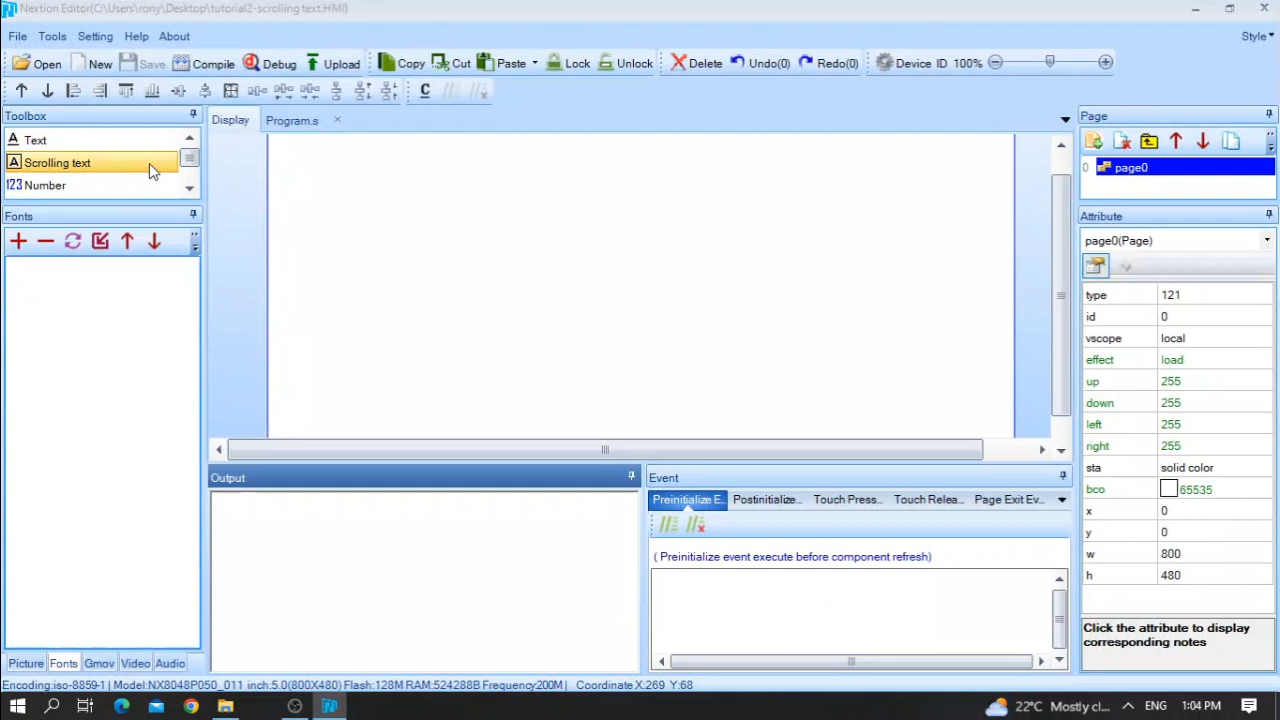 Nextion Editor(C:\Users\rony\Desktop\tutorial2-scrolling text.HMI)
File Tools Setting Help About Style
Open New Save Compile Debug Upload Copy Cut Paste Lock Unlock Delete Undo(0) Redo(0) Device ID 100%
C
Toolbox
Text
Scrolling text
123 Number
Fonts
Picture Fonts Gmov Video Audio
Display Program.s
Output
Event
Preinitialize E... Postinitialize... Touch Press... Touch Relea... Page Exit Ev...
( Preinitialize event execute before component refresh)
Page
0 page0
Attribute
page0(Page)
type 121
id 0
vscope local
effect load
up 255
down 255
left 255
right 255
sta solid color
bco 65535
x 0
y 0
w 800
h 480
Click the attribute to display
corresponding notes
Encoding:iso-8859-1| Model:NX8048P050_011 inch:5.0(800X480) Flash:128M RAM:524288B Frequency200M| Coordinate X:269 Y:68
22°C Mostly cl... ENG 1:04 PM